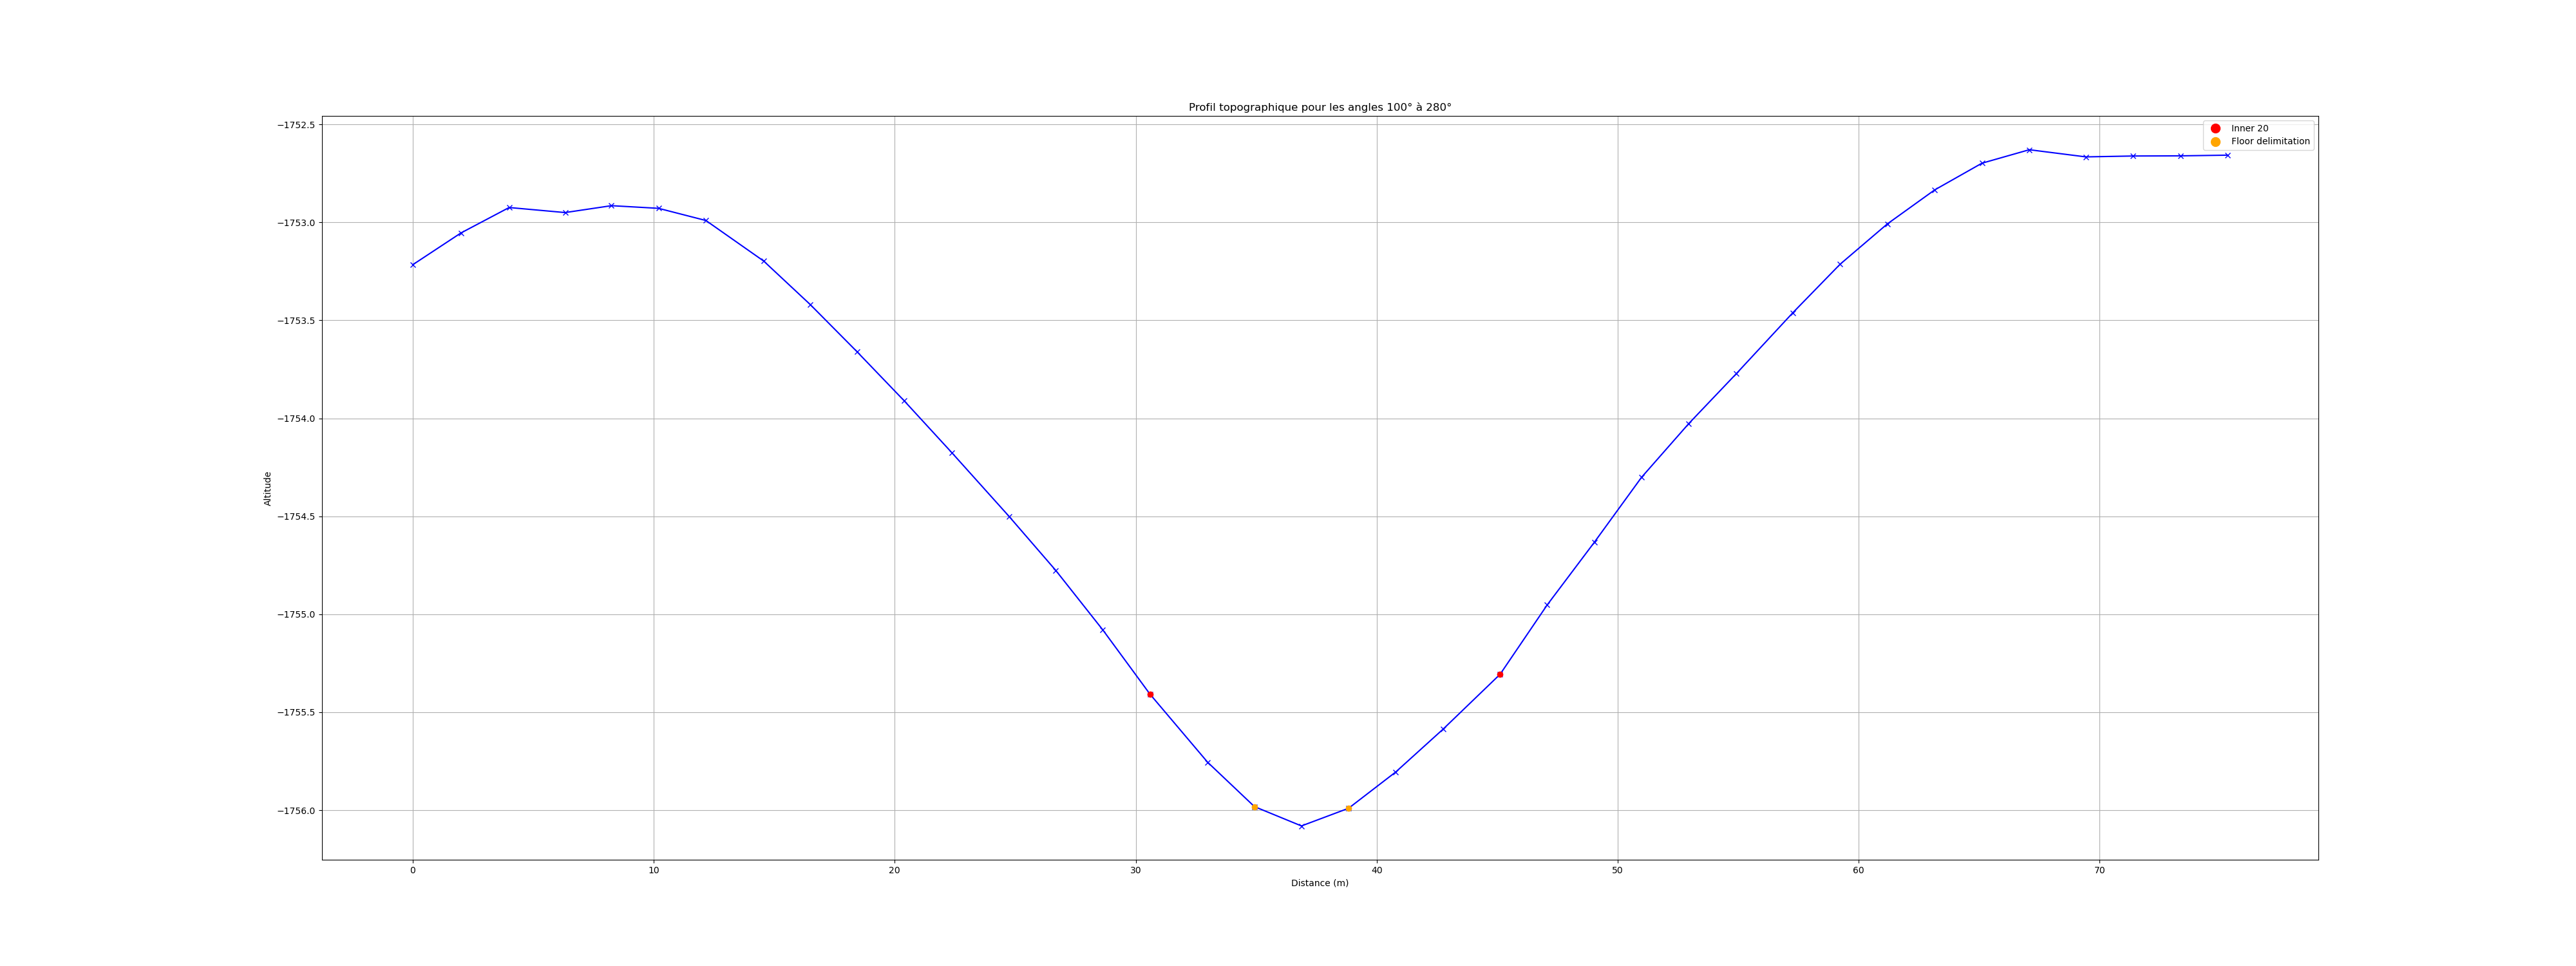 Profil topographique pour les angles 100° à 280°
Inner 20
Floor delimitation
−1752.5
−1753.0
−1753.5
−1754.0
−1754.5
−1755.0
−1755.5
−1756.0
Altitude
0 10 20 30 40 50 60 70
Distance (m)